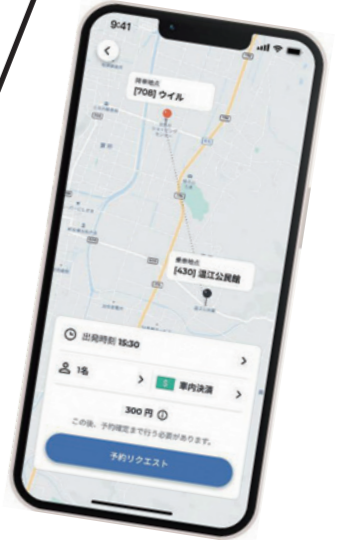 9:41
降車地点
[708] ウイル
乗車地点
[430] 温江公民館
出発時刻 15:30
1名
車内決済
300 円
この後、予約確定まで行う必要があります。
予約リクエスト